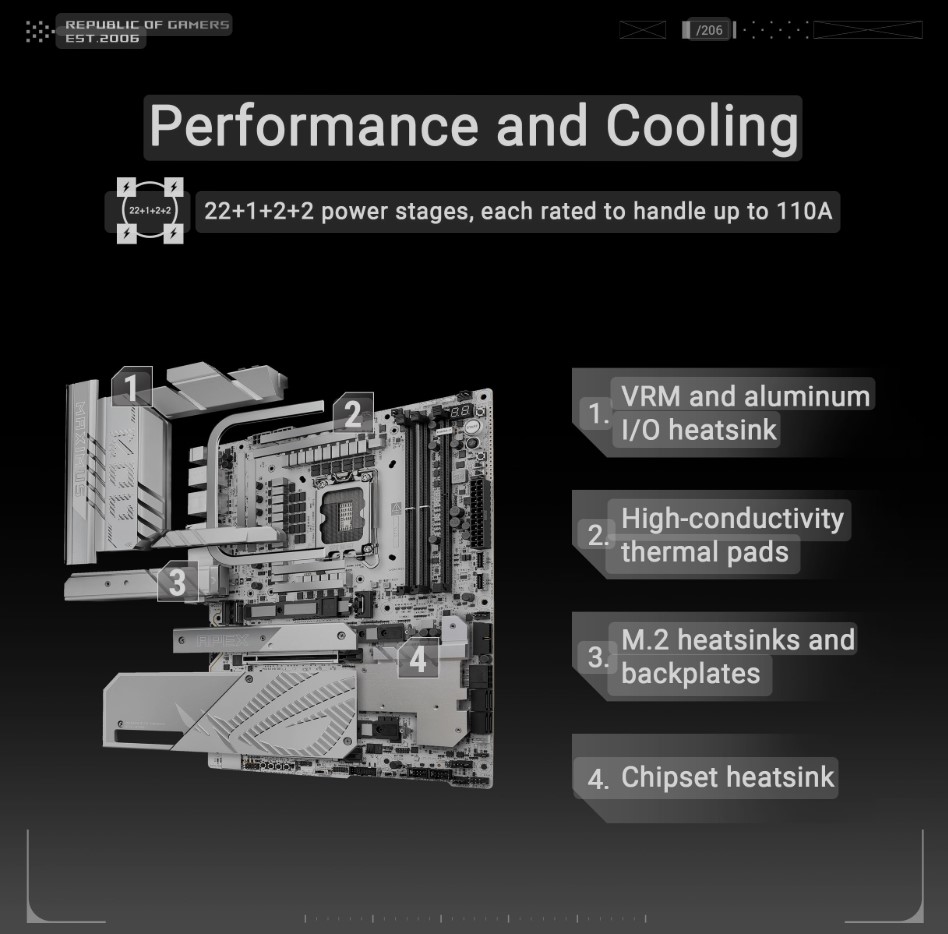 REPUBLIC OF GAMERS
EST.2006
/206
Performance and Cooling
22+1+2+2
22+1+2+2 power stages, each rated to handle up to 110A
1
2
3
4
MAXIMUS
APEX
1. VRM and aluminum
I/O heatsink
2. High-conductivity
thermal pads
3. M.2 heatsinks and
backplates
4. Chipset heatsink